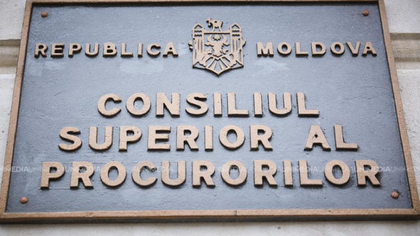 REPUBLICA MOLDOVA
CONSILIUL
SUPERIOR AL
PROCURORILOR